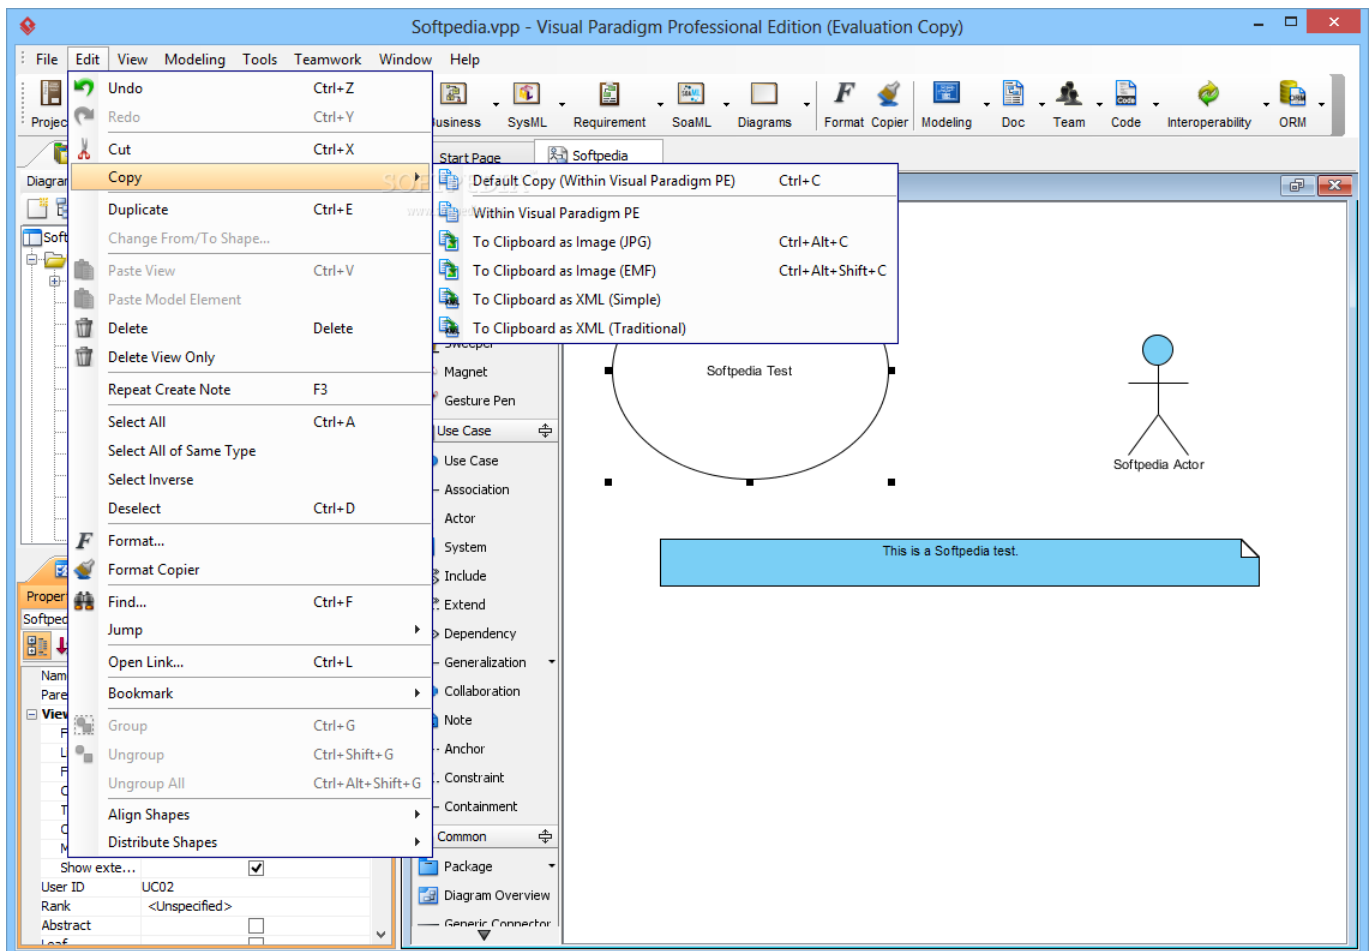 Softpedia.vpp - Visual Paradigm Professional Edition (Evaluation Copy)
File Edit View Modeling Tools Teamwork Window Help
SysML Requirement SoaML Diagrams Format Copier Modeling Doc Team Code Interoperability ORM
Start Page Softpedia
Undo Ctrl+Z
Redo Ctrl+Y
Cut Ctrl+X
Copy
Duplicate Ctrl+E
Change From/To Shape...
Paste View Ctrl+V
Paste Model Element
Delete Delete
Delete View Only
Repeat Create Note F3
Select All Ctrl+A
Select All of Same Type
Select Inverse
Deselect Ctrl+D
Format...
Format Copier
Find... Ctrl+F
Jump
Open Link... Ctrl+L
Bookmark
Group Ctrl+G
Ungroup Ctrl+Shift+G
Ungroup All Ctrl+Alt+Shift+G
Align Shapes
Distribute Shapes
Default Copy (Within Visual Paradigm PE) Ctrl+C
Within Visual Paradigm PE
To Clipboard as Image (JPG) Ctrl+Alt+C
To Clipboard as Image (EMF) Ctrl+Alt+Shift+C
To Clipboard as XML (Simple)
To Clipboard as XML (Traditional)
Sweeper
Magnet
Gesture Pen
Use Case
Use Case
Association
Actor
System
Include
Extend
Dependency
Generalization
Collaboration
Note
Anchor
Constraint
Containment
Common
Package
Diagram Overview
Generic Connector
Softpedia Test
Softpedia Actor
This is a Softpedia test.
Show exte...
User ID UC02
Rank <Unspecified>
Abstract
Leaf